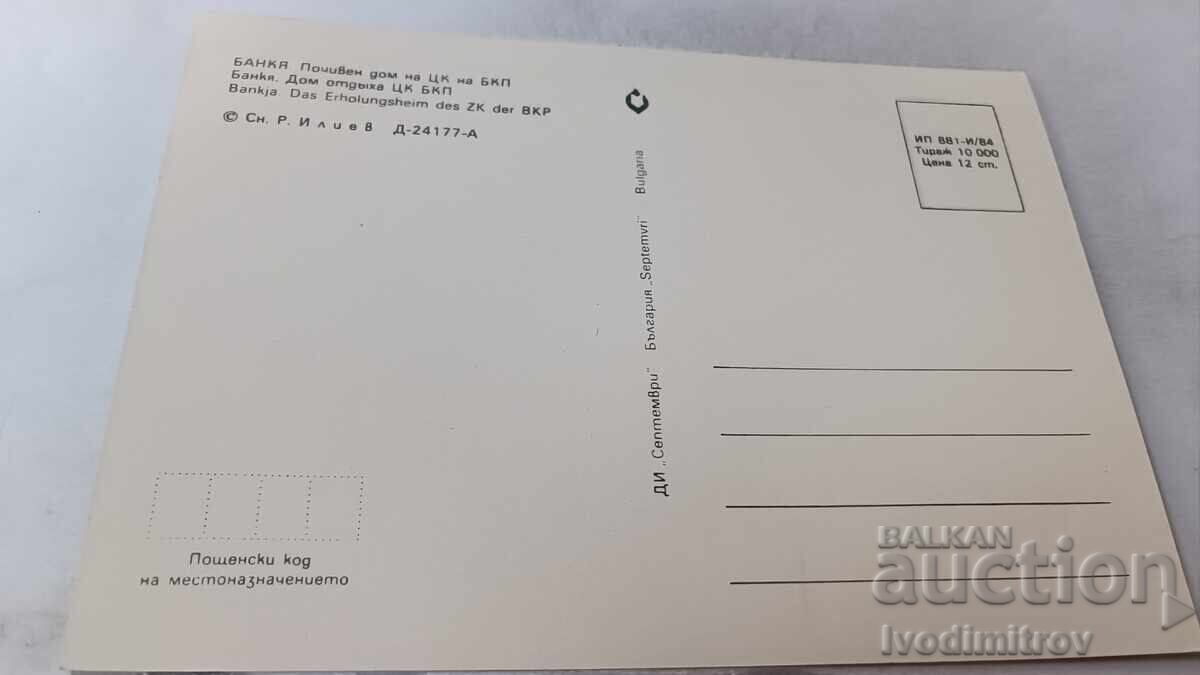 БАНКЯ. Почивен дом на ЦК на БКП
Банкя. Дом отдыха ЦК БКП
Bankja. Das Erholungsheim des ZK der BKP
© Сн. Р. Илиев Д-24177-А
ИП 881-И/84
Тираж 10 000
Цена 12 ст.
ДИ „Септември" България „Septemvri" Bulgaria
Пощенски код
на местоназначението
BALKAN
auction
Ivodimitrov